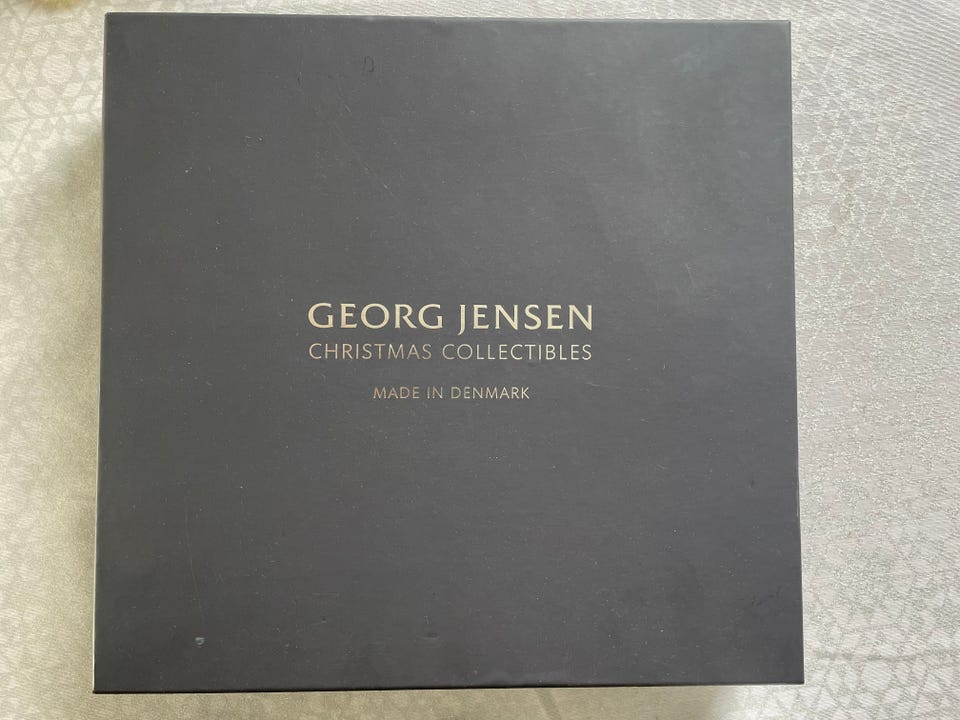 GEORG JENSEN
CHRISTMAS COLLECTIBLES
MADE IN DENMARK